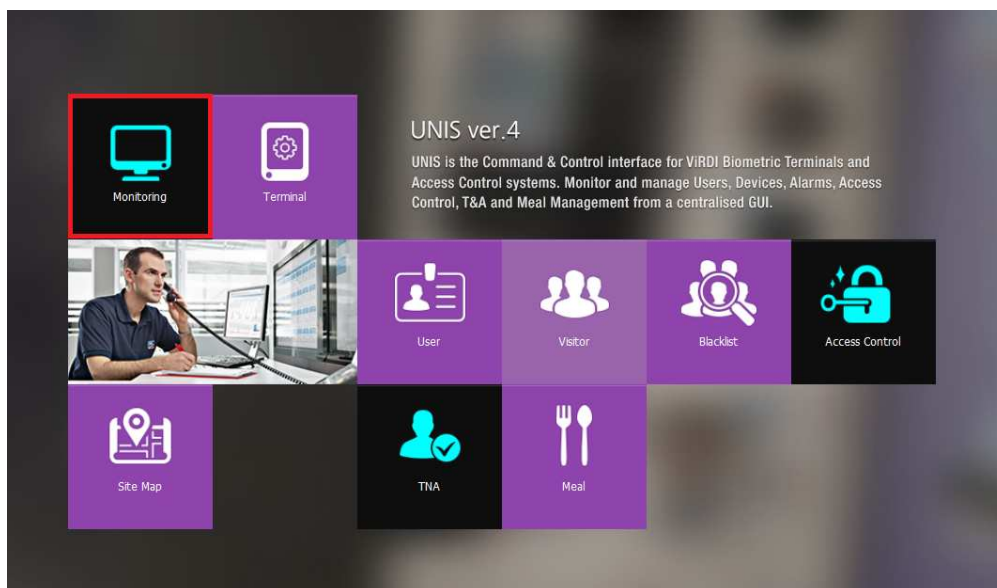 UNIS ver.4
UNIS is the Command & Control interface for ViRDI Biometric Terminals and
Access Control systems. Monitor and manage Users, Devices, Alarms, Access
Control, T&A and Meal Management from a centralised GUI.
Monitoring
Terminal
User
Visitor
Blacklist
Access Control
Site Map
TNA
Meal